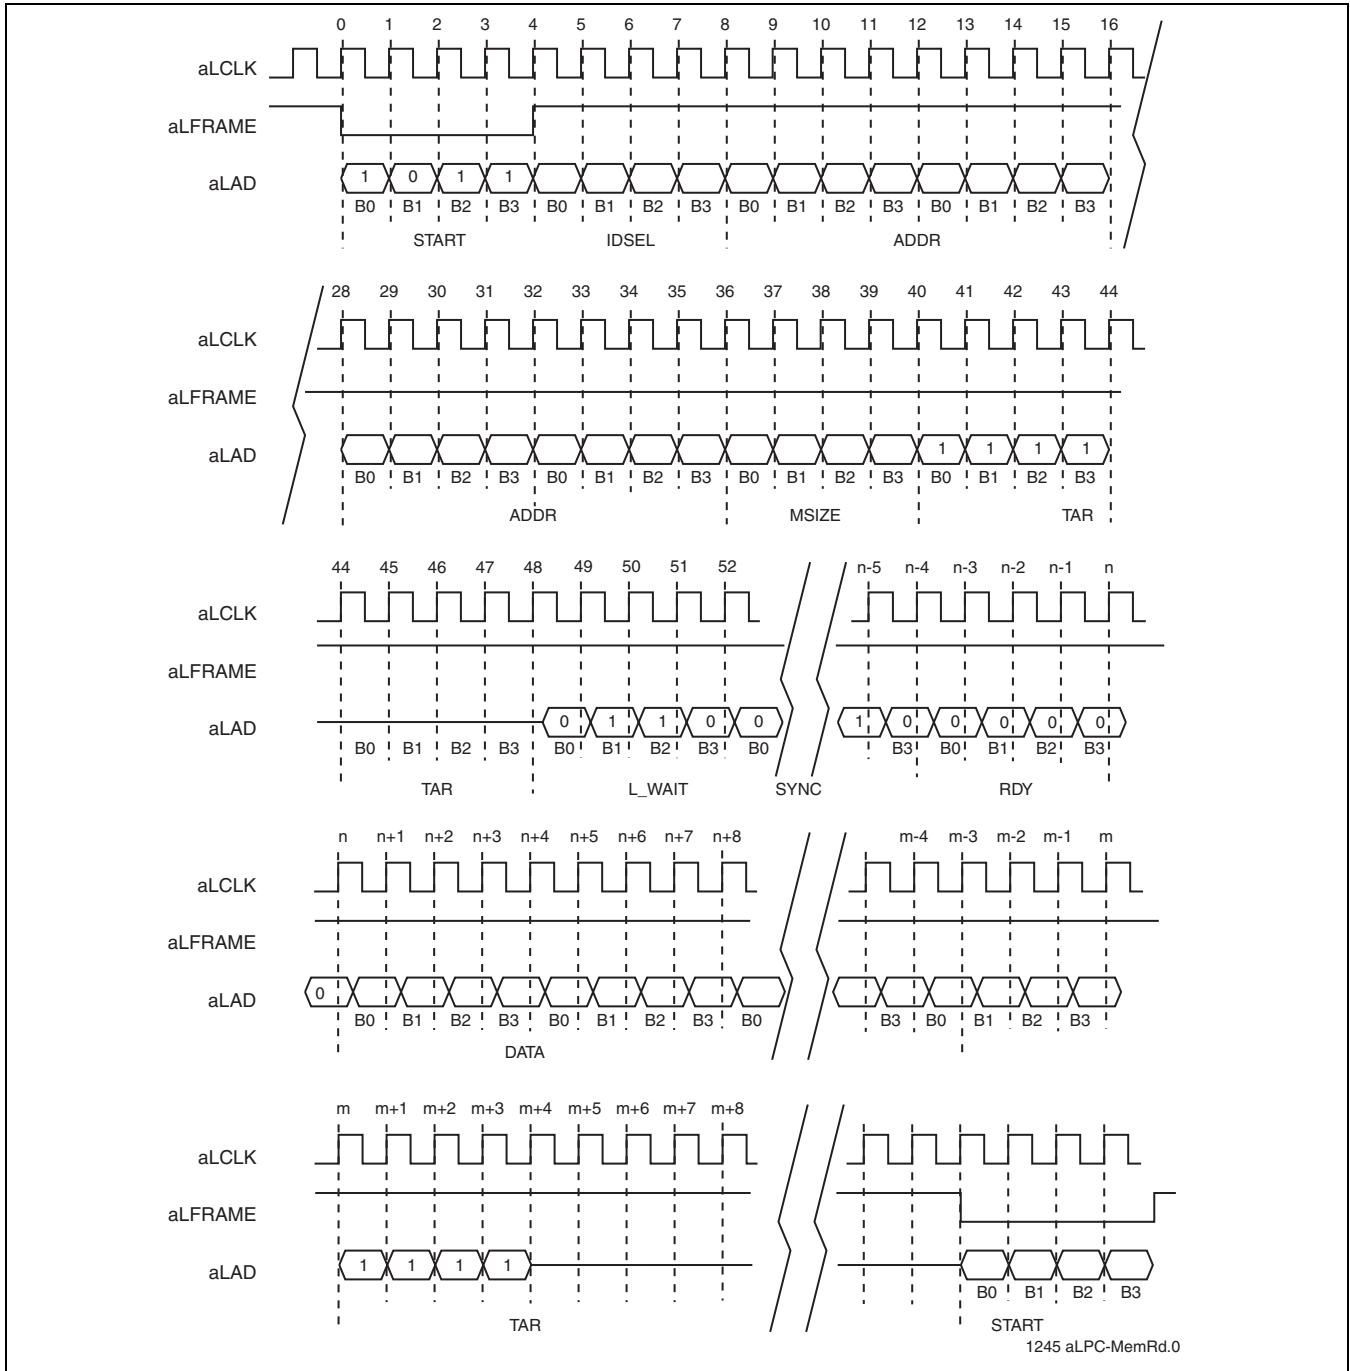 0 1 2 3 4 5 6 7 8 9 10 11 12 13 14 15 16
aLCLK
aLFRAME
aLAD 1 0 1 1
B0 B1 B2 B3 B0 B1 B2 B3 B0 B1 B2 B3 B0 B1 B2 B3
START IDSEL ADDR
28 29 30 31 32 33 34 35 36 37 38 39 40 41 42 43 44
aLCLK
aLFRAME
aLAD 1 1 1 1
B0 B1 B2 B3 B0 B1 B2 B3 B0 B1 B2 B3 B0 B1 B2 B3
ADDR MSIZE TAR
44 45 46 47 48 49 50 51 52 n-5 n-4 n-3 n-2 n-1 n
aLCLK
aLFRAME
aLAD 0 1 1 0 0 1 0 0 0 0 0
B0 B1 B2 B3 B0 B1 B2 B3 B0 B3 B0 B1 B2 B3
TAR L_WAIT SYNC RDY
n n+1 n+2 n+3 n+4 n+5 n+6 n+7 n+8 m-4 m-3 m-2 m-1 m
aLCLK
aLFRAME
aLAD 0
B0 B1 B2 B3 B0 B1 B2 B3 B0 B3 B0 B1 B2 B3
DATA
m m+1 m+2 m+3 m+4 m+5 m+6 m+7 m+8
aLCLK
aLFRAME
aLAD 1 1 1 1
B0 B1 B2 B3
TAR START
1245 aLPC-MemRd.0